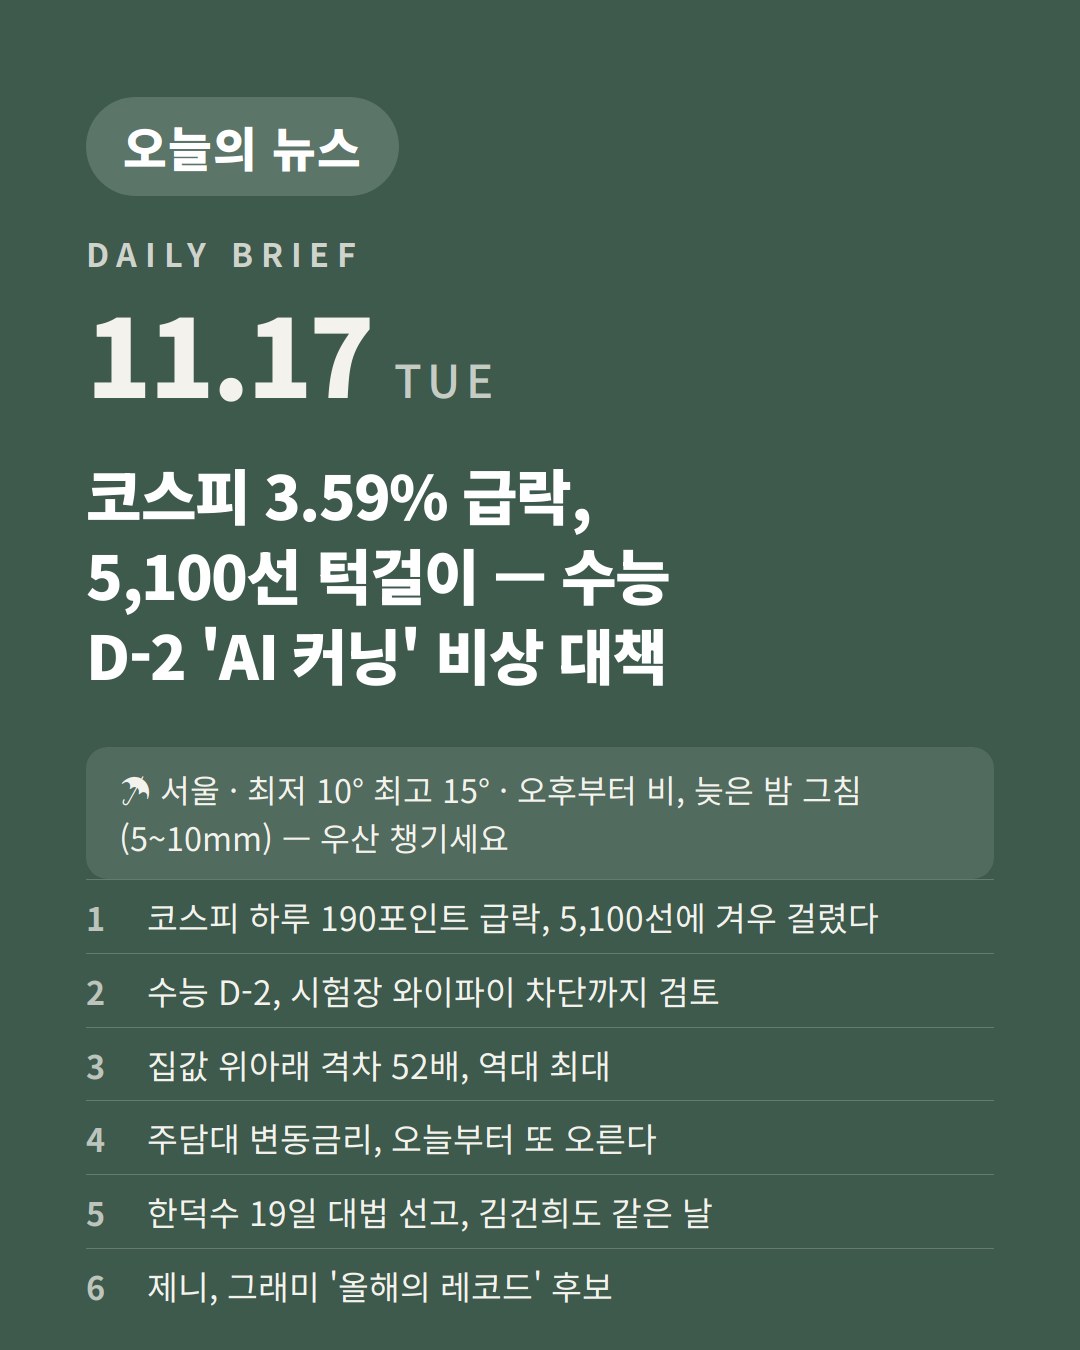 오늘의 뉴스
DAILY BRIEF
11.17 TUE
코스피 3.59% 급락,
5,100선 턱걸이 — 수능
D-2 'AI 커닝' 비상 대책
☂ 서울 · 최저 10° 최고 15° · 오후부터 비, 늦은 밤 그침
(5~10mm) — 우산 챙기세요
1 코스피 하루 190포인트 급락, 5,100선에 겨우 걸렸다
2 수능 D-2, 시험장 와이파이 차단까지 검토
3 집값 위아래 격차 52배, 역대 최대
4 주담대 변동금리, 오늘부터 또 오른다
5 한덕수 19일 대법 선고, 김건희도 같은 날
6 제니, 그래미 '올해의 레코드' 후보